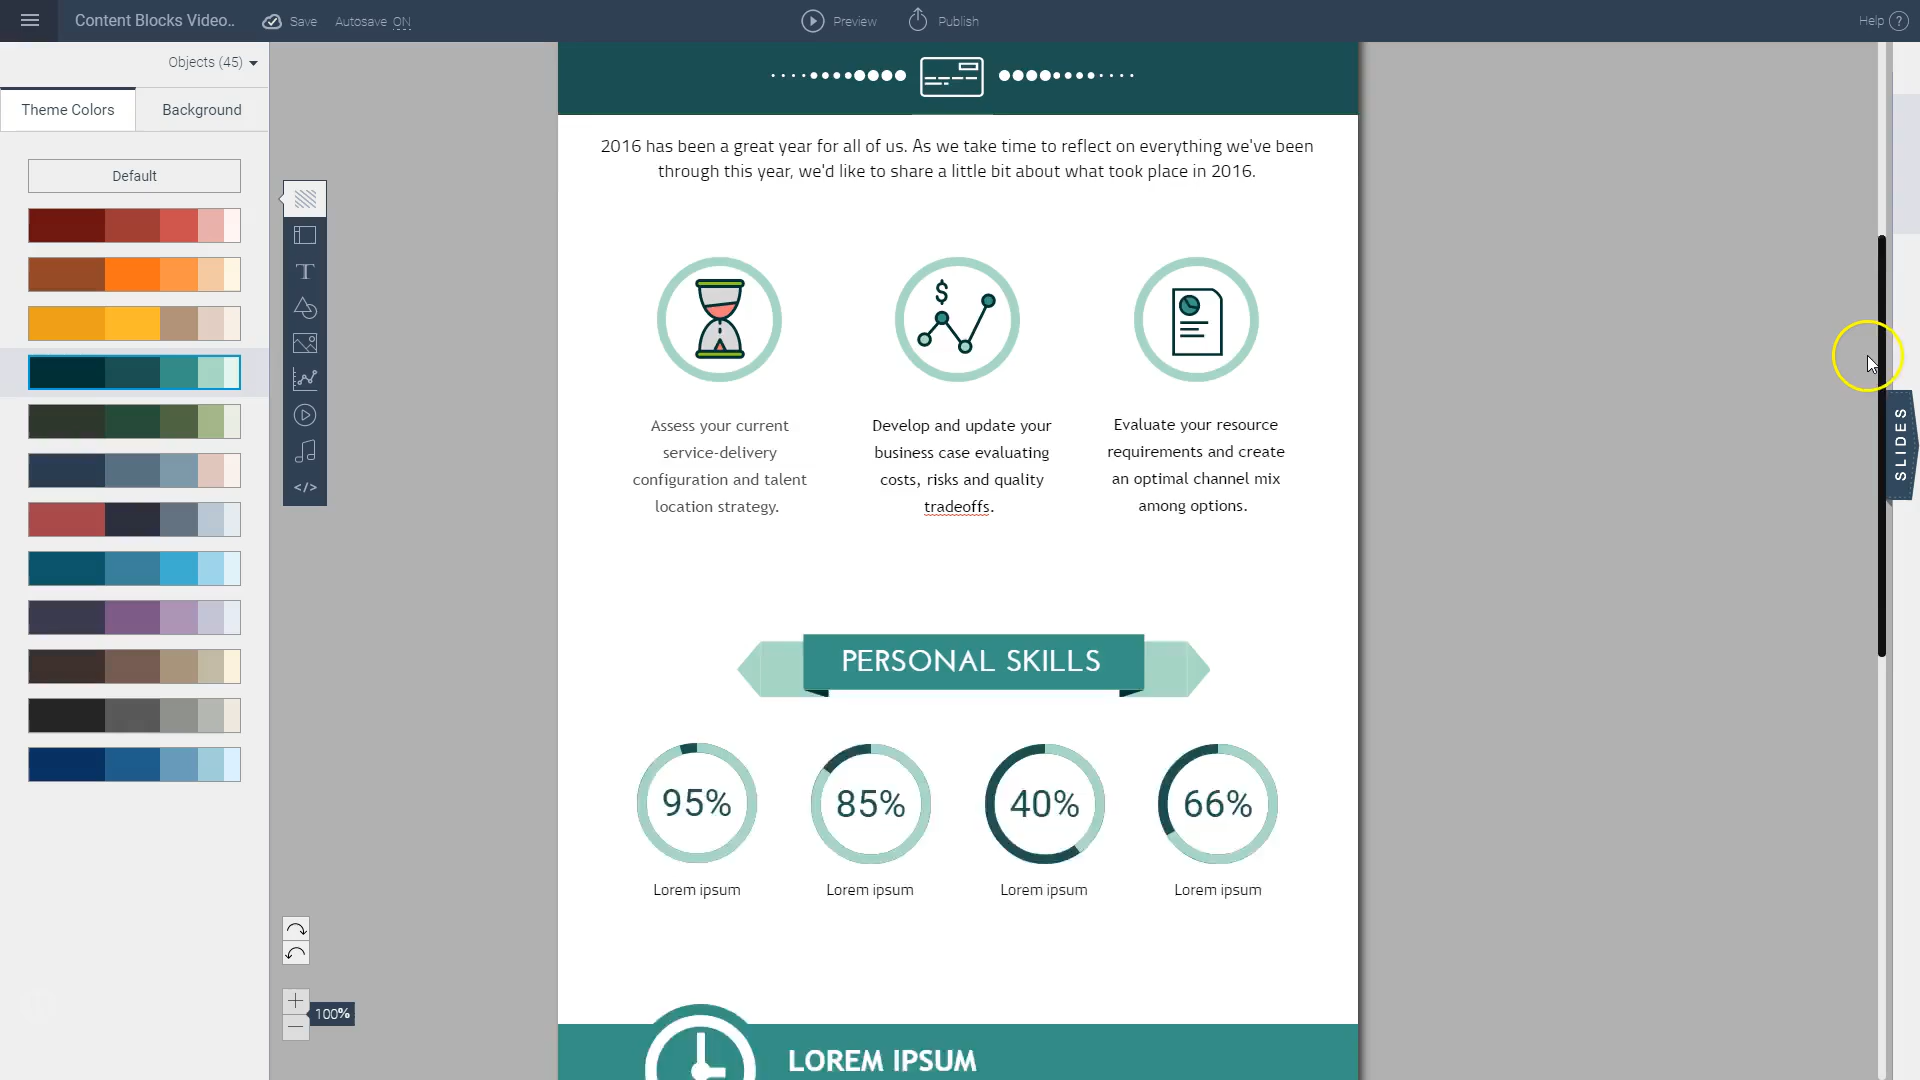 Content Blocks Video..
Save
Autosave ON
Preview
Publish
Help ?
Objects (45)
Theme Colors
Background
Default
T
</>
100%
SLIDES
2016 has been a great year for all of us. As we take time to reflect on everything we've been
through this year, we'd like to share a little bit about what took place in 2016.
$
Assess your current
service-delivery
configuration and talent
location strategy.
Develop and update your
business case evaluating
costs, risks and quality
tradeoffs.
Evaluate your resource
requirements and create
an optimal channel mix
among options.
PERSONAL SKILLS
95%
85%
40%
66%
Lorem ipsum
Lorem ipsum
Lorem ipsum
Lorem ipsum
LOREM IPSUM